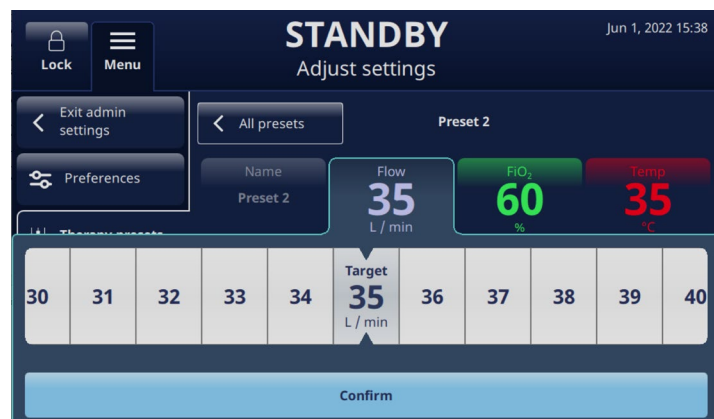 STANDBY
Adjust settings
Jun 1, 2022 15:38
Lock
Menu
Exit admin
settings
All presets
Preset 2
Preferences
Name
Preset 2
Flow
35
L / min
FiO₂
60
%
Temp
35
°C
Therapy presets
30 31 32 33 34
Target
35
L / min
36 37 38 39 40
Confirm